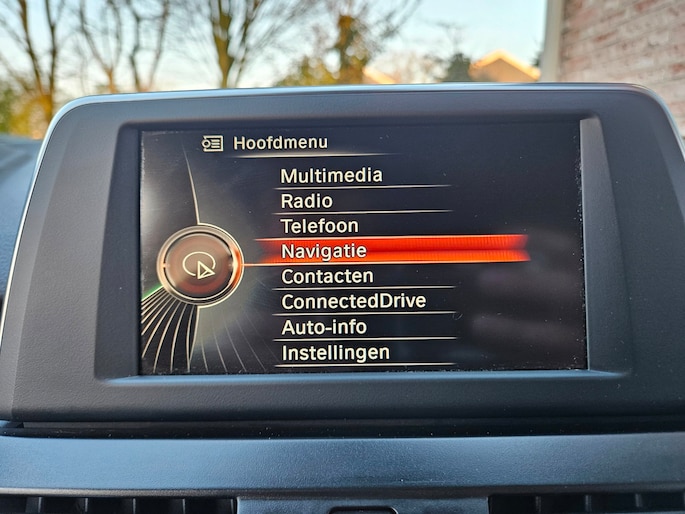 Hoofdmenu
Multimedia
Radio
Telefoon
Navigatie
Contacten
ConnectedDrive
Auto-info
Instellingen